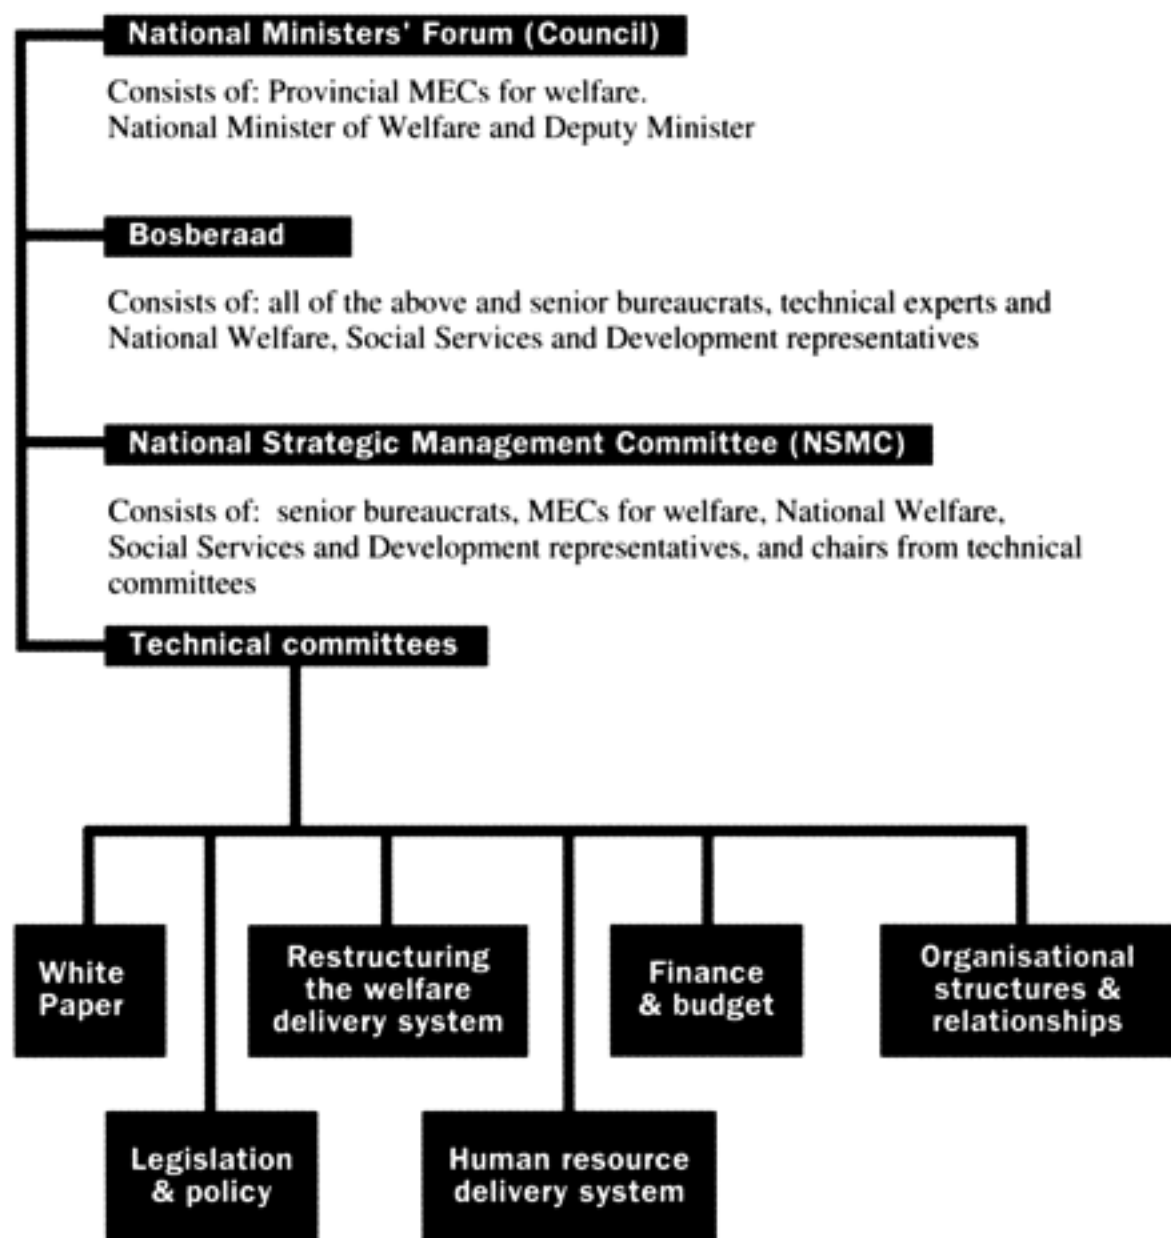 National Ministers' Forum (Council)
Consists of: Provincial MECs for welfare.
National Minister of Welfare and Deputy Minister
Bosberaad
Consists of: all of the above and senior bureaucrats, technical experts and
National Welfare, Social Services and Development representatives
National Strategic Management Committee (NSMC)
Consists of: senior bureaucrats, MECs for welfare, National Welfare,
Social Services and Development representatives, and chairs from technical
committees
Technical committees
White
Paper
Restructuring
the welfare
delivery system
Finance
& budget
Organisational
structures &
relationships
Legislation
& policy
Human resource
delivery system